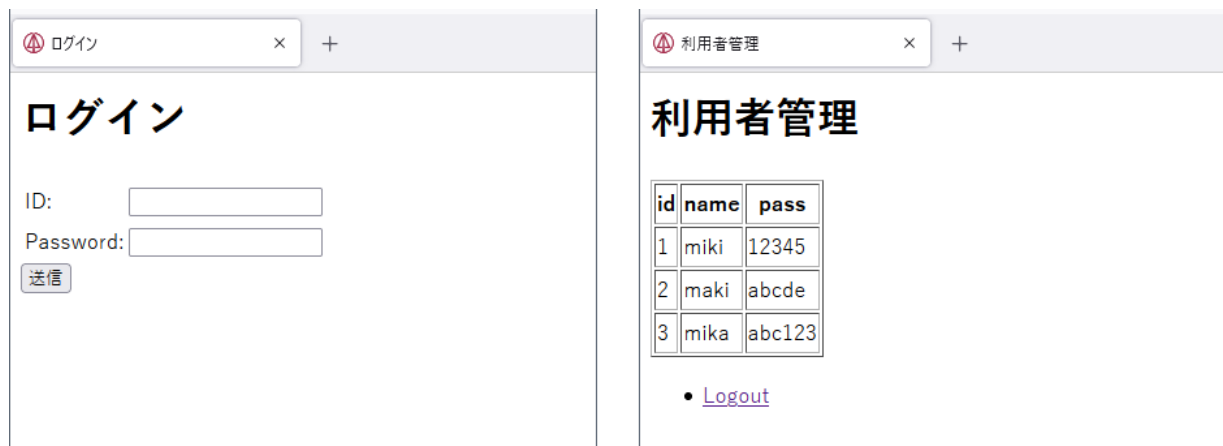 ログイン × +
ログイン
ID:
Password:
送信
利用者管理 × +
利用者管理
id name pass
1 miki 12345
2 maki abcde
3 mika abc123
• Logout